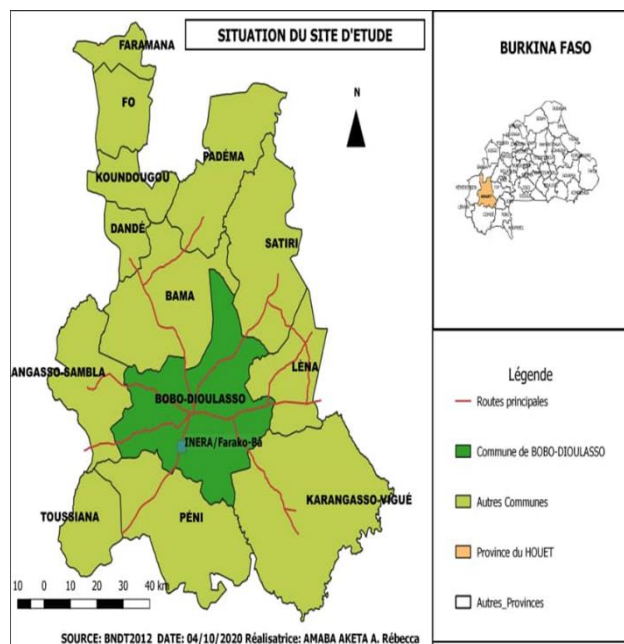 SITUATION DU SITE D'ETUDE
FARAMANA
FO
N
PADÉMA
KOUNDOUGOU
DANDÉ
SATIRI
BAMA
ANGASSO-SAMBLA
LÉNA
BOBO-DIOULASSO
INERA/Farako-Bâ
KARANGASSO-VIGUÉ
TOUSSIANA
PÉNI
10 0 10 20 30 40 km
SOURCE: BNDT2012 DATE: 04/10/2020 Réalisatrice: AMABA AKETA A. Rébecca
BURKINA FASO
HOUET
Légende
Routes principales
Commune de BOBO-DIOULASSO
Autres Communes
Province du HOUET
Autres_Provinces